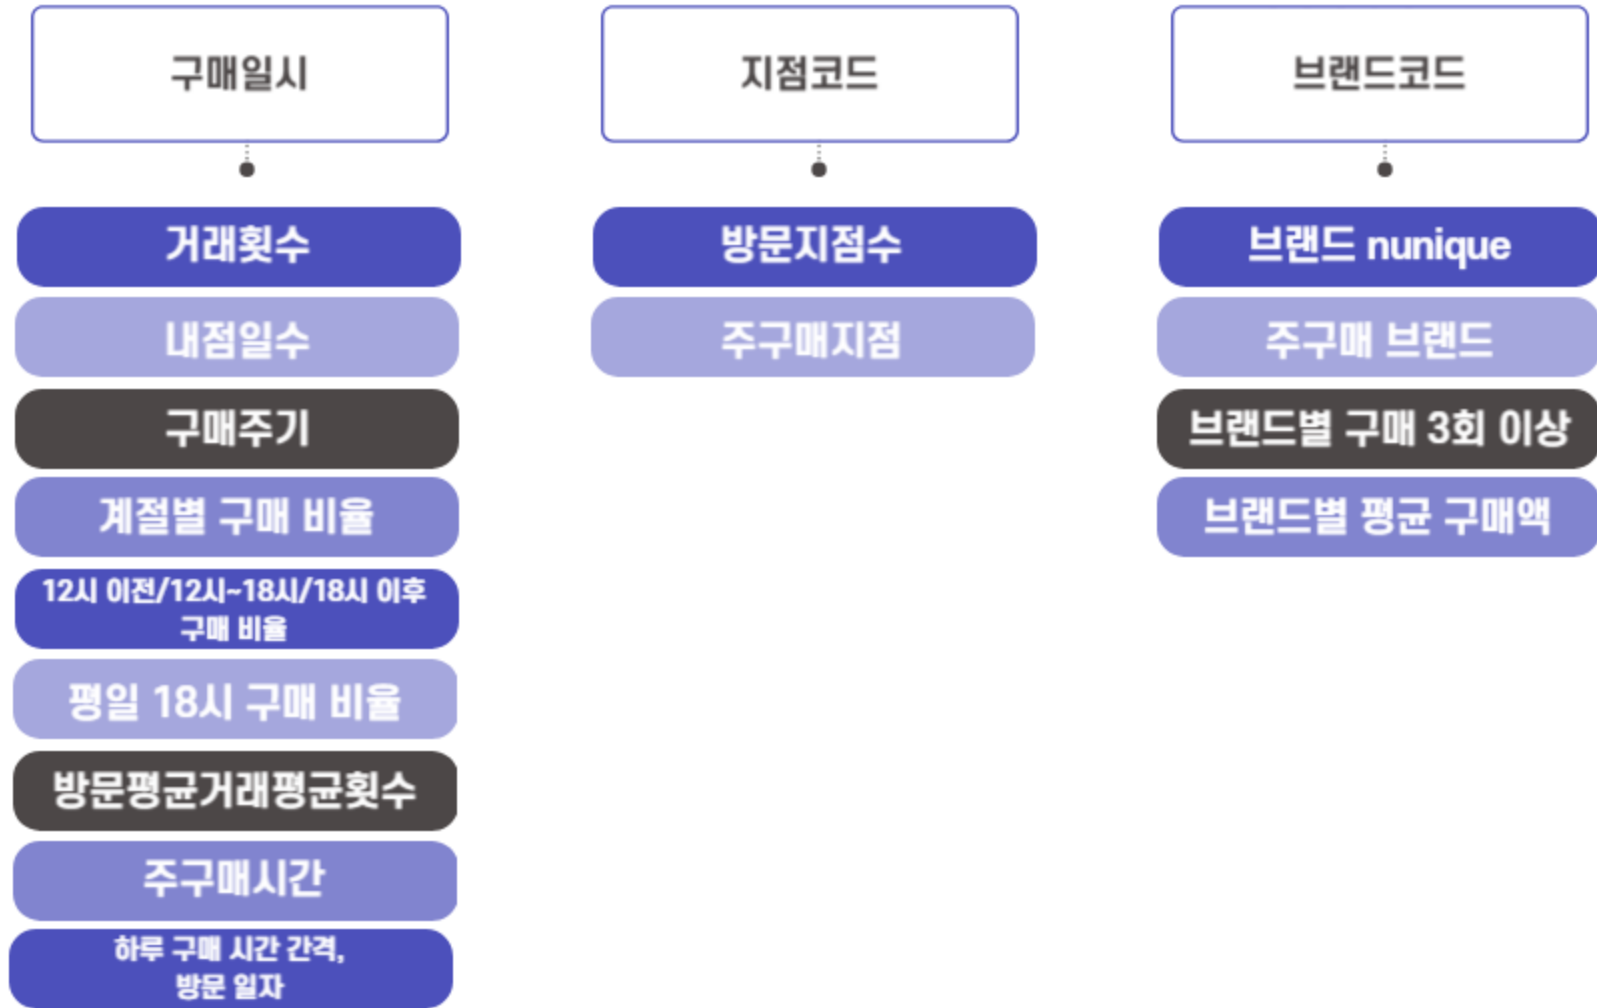 구매일시
거래횟수
내점일수
구매주기
계절별 구매 비율
12시 이전/12시~18시/18시 이후
구매 비율
평일 18시 구매 비율
방문평균거래평균횟수
주구매시간
하루 구매 시간 간격,
방문 일자
지점코드
방문지점수
주구매지점
브랜드코드
브랜드 nunique
주구매 브랜드
브랜드별 구매 3회 이상
브랜드별 평균 구매액